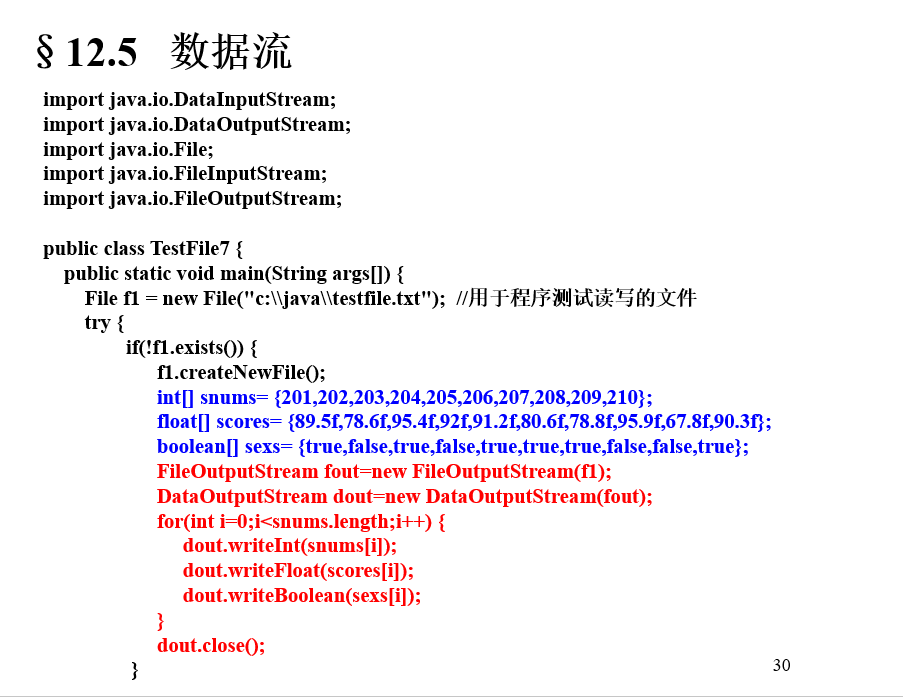 § 12.5 数据流
import java.io.DataInputStream;
import java.io.DataOutputStream;
import java.io.File;
import java.io.FileInputStream;
import java.io.FileOutputStream;
public class TestFile7 {
public static void main(String args[]) {
File f1 = new File("c:\\java\\testfile.txt"); //用于程序测试读写的文件
try {
if(!f1.exists()) {
f1.createNewFile();
int[] snums= {201,202,203,204,205,206,207,208,209,210};
float[] scores= {89.5f,78.6f,95.4f,92f,91.2f,80.6f,78.8f,95.9f,67.8f,90.3f};
boolean[] sexs= {true,false,true,false,true,true,true,false,false,true};
FileOutputStream fout=new FileOutputStream(f1);
DataOutputStream dout=new DataOutputStream(fout);
for(int i=0;i<snums.length;i++) {
dout.writeInt(snums[i]);
dout.writeFloat(scores[i]);
dout.writeBoolean(sexs[i]);
}
dout.close();
}
30